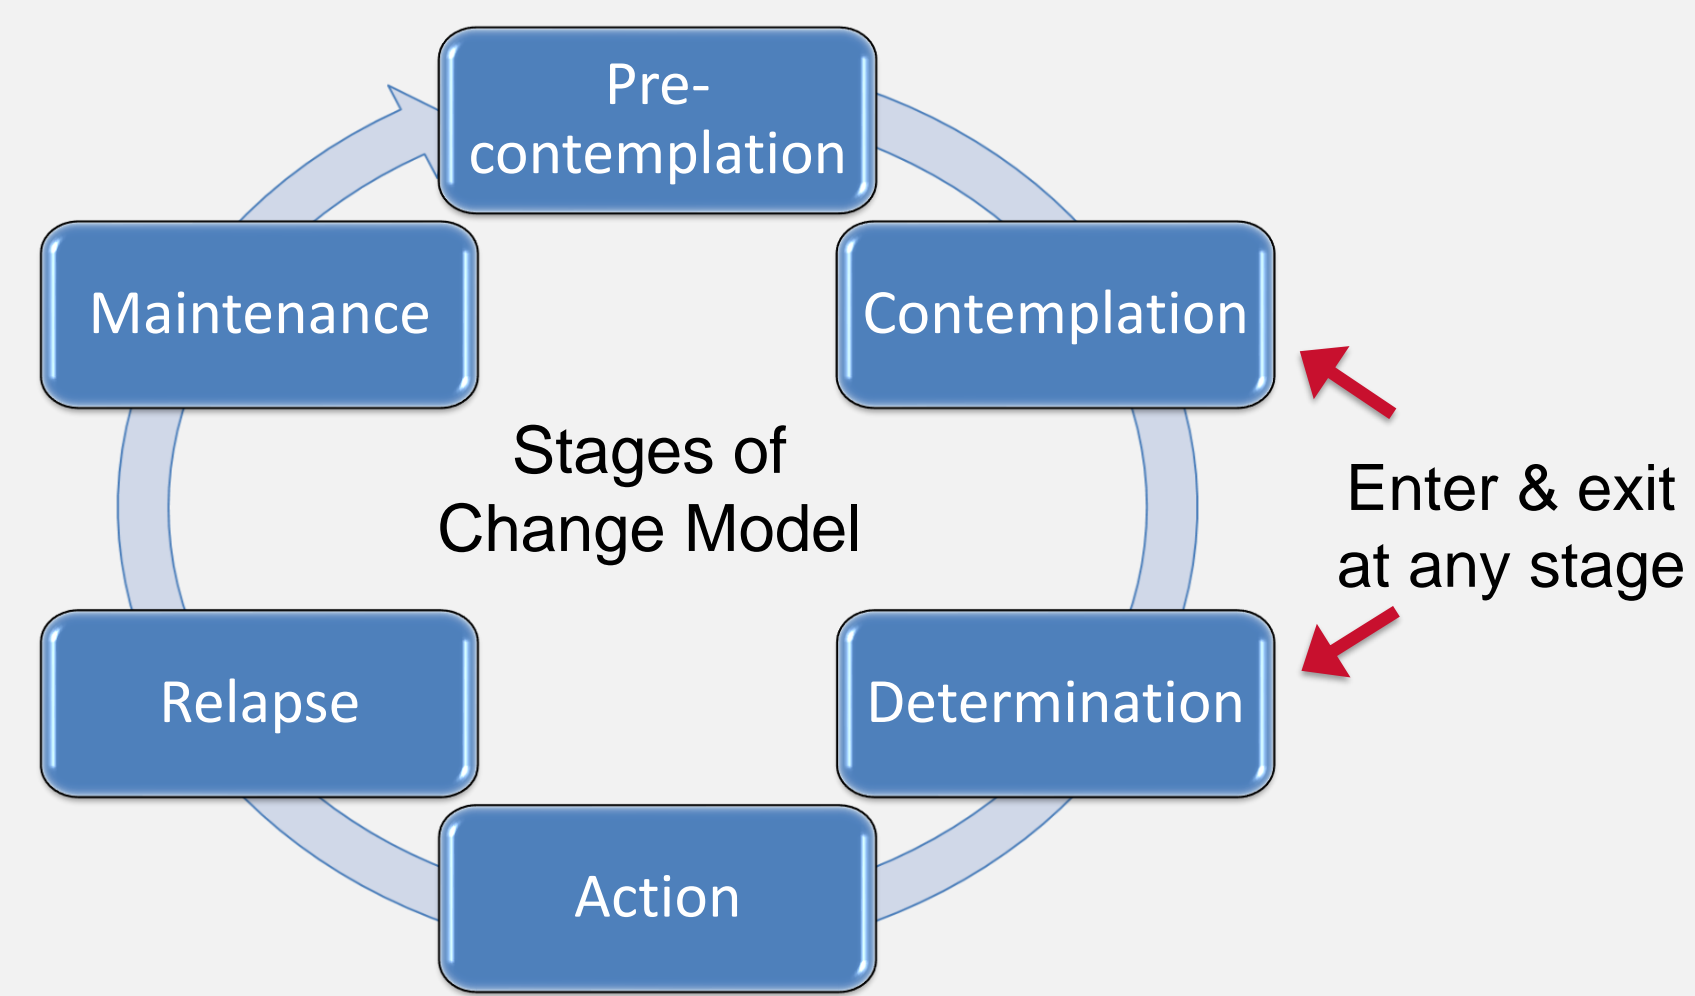 Pre-
contemplation
Contemplation
Determination
Action
Relapse
Maintenance
Stages of
Change Model
Enter & exit
at any stage